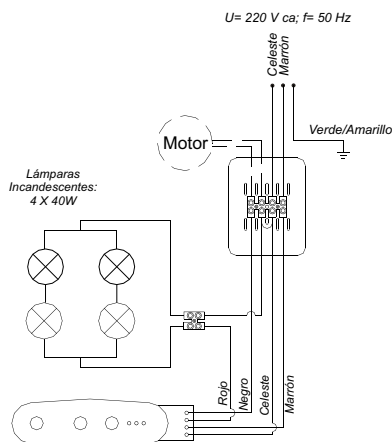 U= 220 V ca; f= 50 Hz
Celeste
Marrón
Verde/Amarillo
Motor
Lámparas
Incandescentes:
4 X 40W
Rojo
Negro
Celeste
Marrón